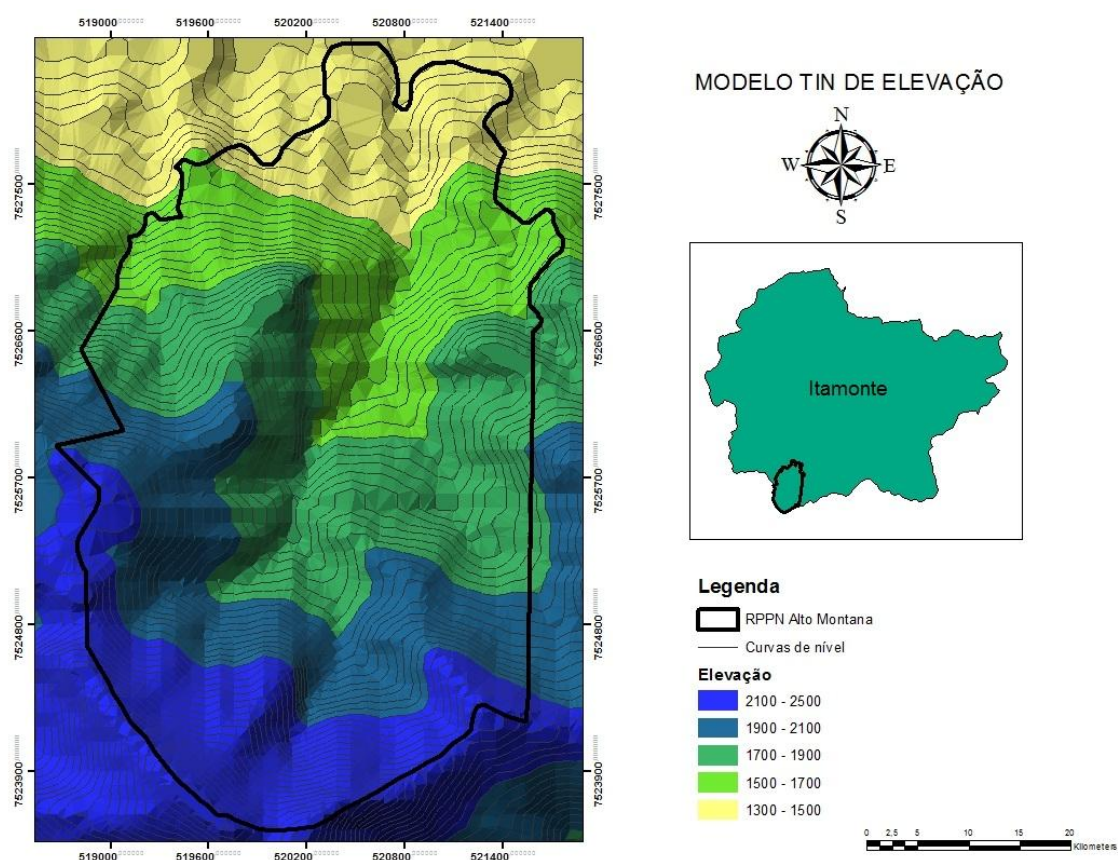 519000 519600 520200 520800 521400
7527500
7526600
7525700
7524800
7523900
7527500
7526600
7525700
7524800
7523900
519000 519600 520200 520800 521400
MODELO TIN DE ELEVAÇÃO
N
W E
S
Itamonte
Legenda
RPPN Alto Montana
Curvas de nível
Elevação
2100 - 2500
1900 - 2100
1700 - 1900
1500 - 1700
1300 - 1500
0 2,5 5 10 15 20
Kilometers